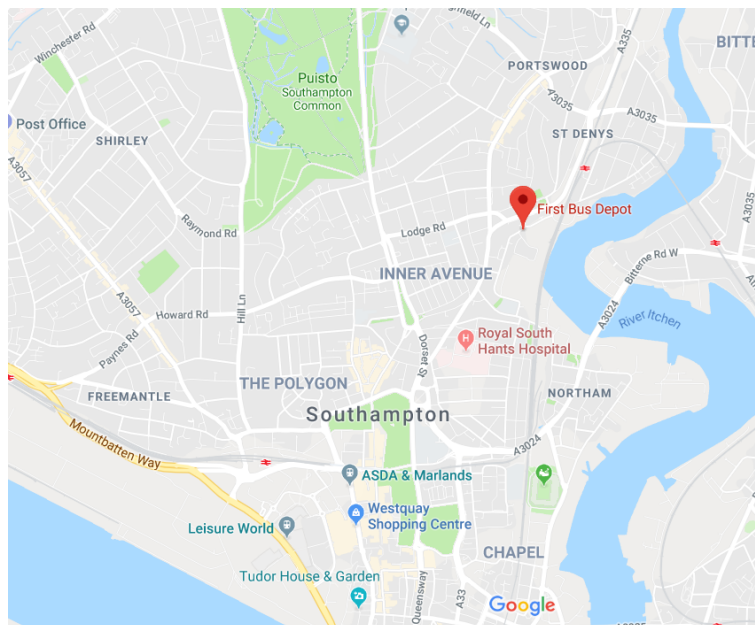 Winchester Rd
A335
BITTE
Puisto
Southampton
Common
PORTSWOOD
A3035
A3035
Post Office
SHIRLEY
ST DENYS
A3057
A3035
First Bus Depot
Raymond Rd
Lodge Rd
Bitterne Rd W
INNER AVENUE
A3057
Howard Rd
Hill Ln
A3024
River Itchen
Paynes Rd
Dorset St
Royal South
Hants Hospital
THE POLYGON
FREEMANTLE
NORTHAM
Southampton
Mountbatten Way
A3024
ASDA & Marlands
Westquay
Shopping Centre
Leisure World
CHAPEL
Tudor House & Garden
Queensway
A33
Google